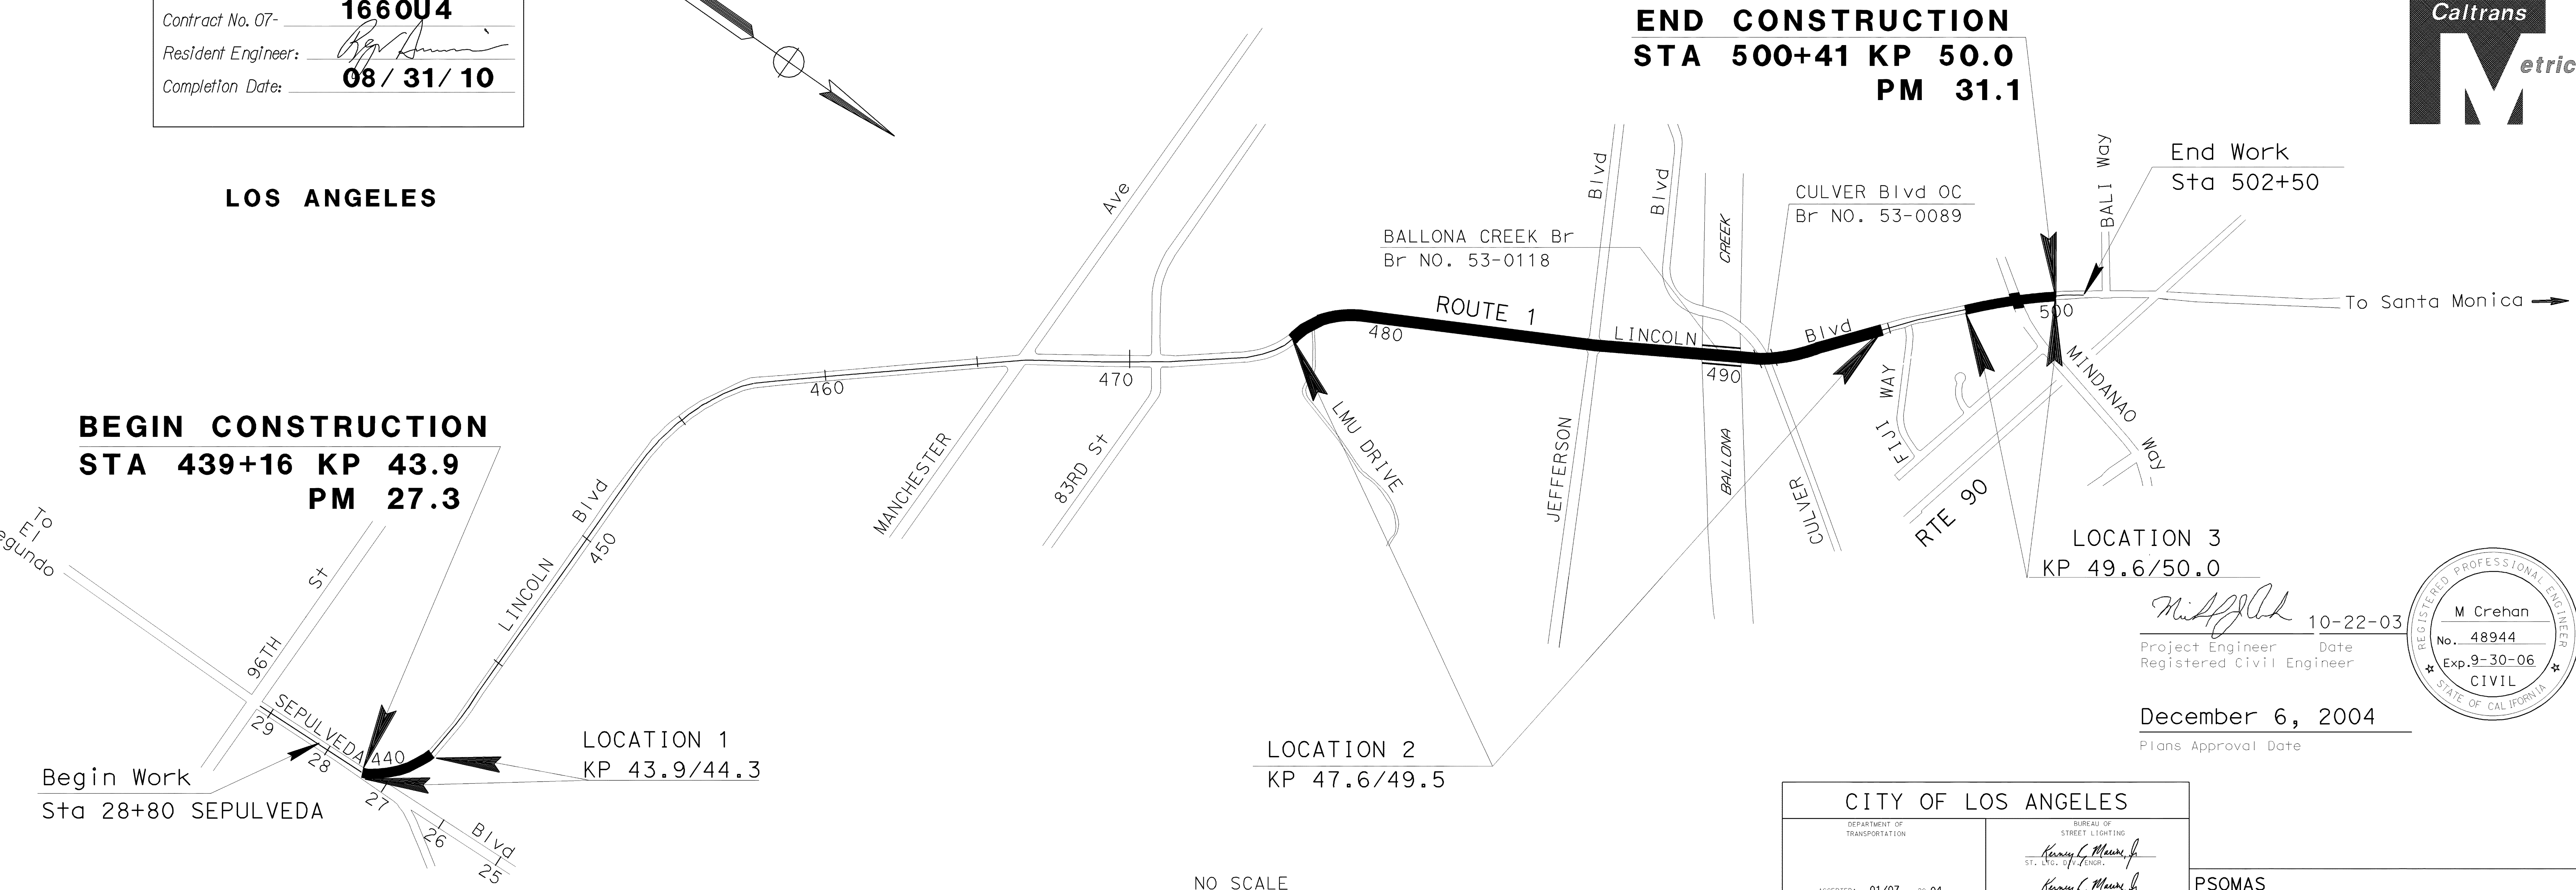 Contract No. 07- 1660U4
Resident Engineer:
Completion Date: 08/31/10
LOS ANGELES
END CONSTRUCTION
STA 500+41 KP 50.0
PM 31.1
Caltrans
Metric
End Work
Sta 502+50
BALI Way
CULVER Blvd OC
Br NO. 53-0089
BALLONA CREEK Br
Br NO. 53-0118
Ave
Blvd
Blvd
CREEK
ROUTE 1
LINCOLN
Blvd
To Santa Monica
460
470
480
490
500
BEGIN CONSTRUCTION
STA 439+16 KP 43.9
PM 27.3
To
El
egundo
96TH St
LINCOLN Blvd
450
MANCHESTER
83RD St
LMU DRIVE
JEFFERSON
BALLONA
CULVER
FIJI WAY
RTE 90
MINDANAO Way
LOCATION 3
KP 49.6/50.0
SEPULVEDA
Blvd
29
28
27
26
25
440
Begin Work
Sta 28+80 SEPULVEDA
LOCATION 1
KP 43.9/44.3
LOCATION 2
KP 47.6/49.5
10-22-03
Project Engineer Date
Registered Civil Engineer
REGISTERED PROFESSIONAL ENGINEER
M Crehan
No. 48944
Exp. 9-30-06
CIVIL
STATE OF CALIFORNIA
December 6, 2004
Plans Approval Date
CITY OF LOS ANGELES
DEPARTMENT OF
TRANSPORTATION
BUREAU OF
STREET LIGHTING
ST. LTG. DIV. ENGR.
NO SCALE
PSOMAS